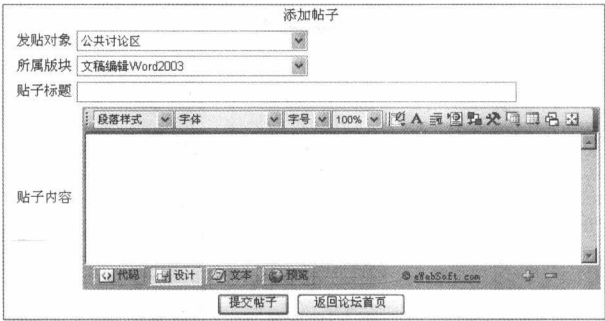 添加帖子
发贴对象 公共讨论区
所属版块 文稿编辑Word2003
贴子标题
段落样式 字体 字号 100%
贴子内容
代码 设计 文本 预览 © eWebSoft.com
提交帖子 返回论坛首页